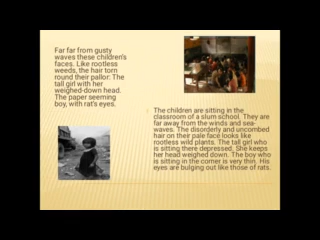 Far far from gusty
waves these children's
faces. Like rootless
weeds, the hair torn
round their pallor: The
tall girl with her
weighed-down head.
The paper seeming
boy, with rat's eyes.
The children are sitting in the
classroom of a slum school. They are
far away from the winds and sea-
waves. The disorderly and uncombed
hair on their pale face looks like
rootless wild plants. The tall girl who
is sitting there depressed. She keeps
her head weighed down. The boy who
is sitting in the corner is very thin. His
eyes are bulging out like those of rats.